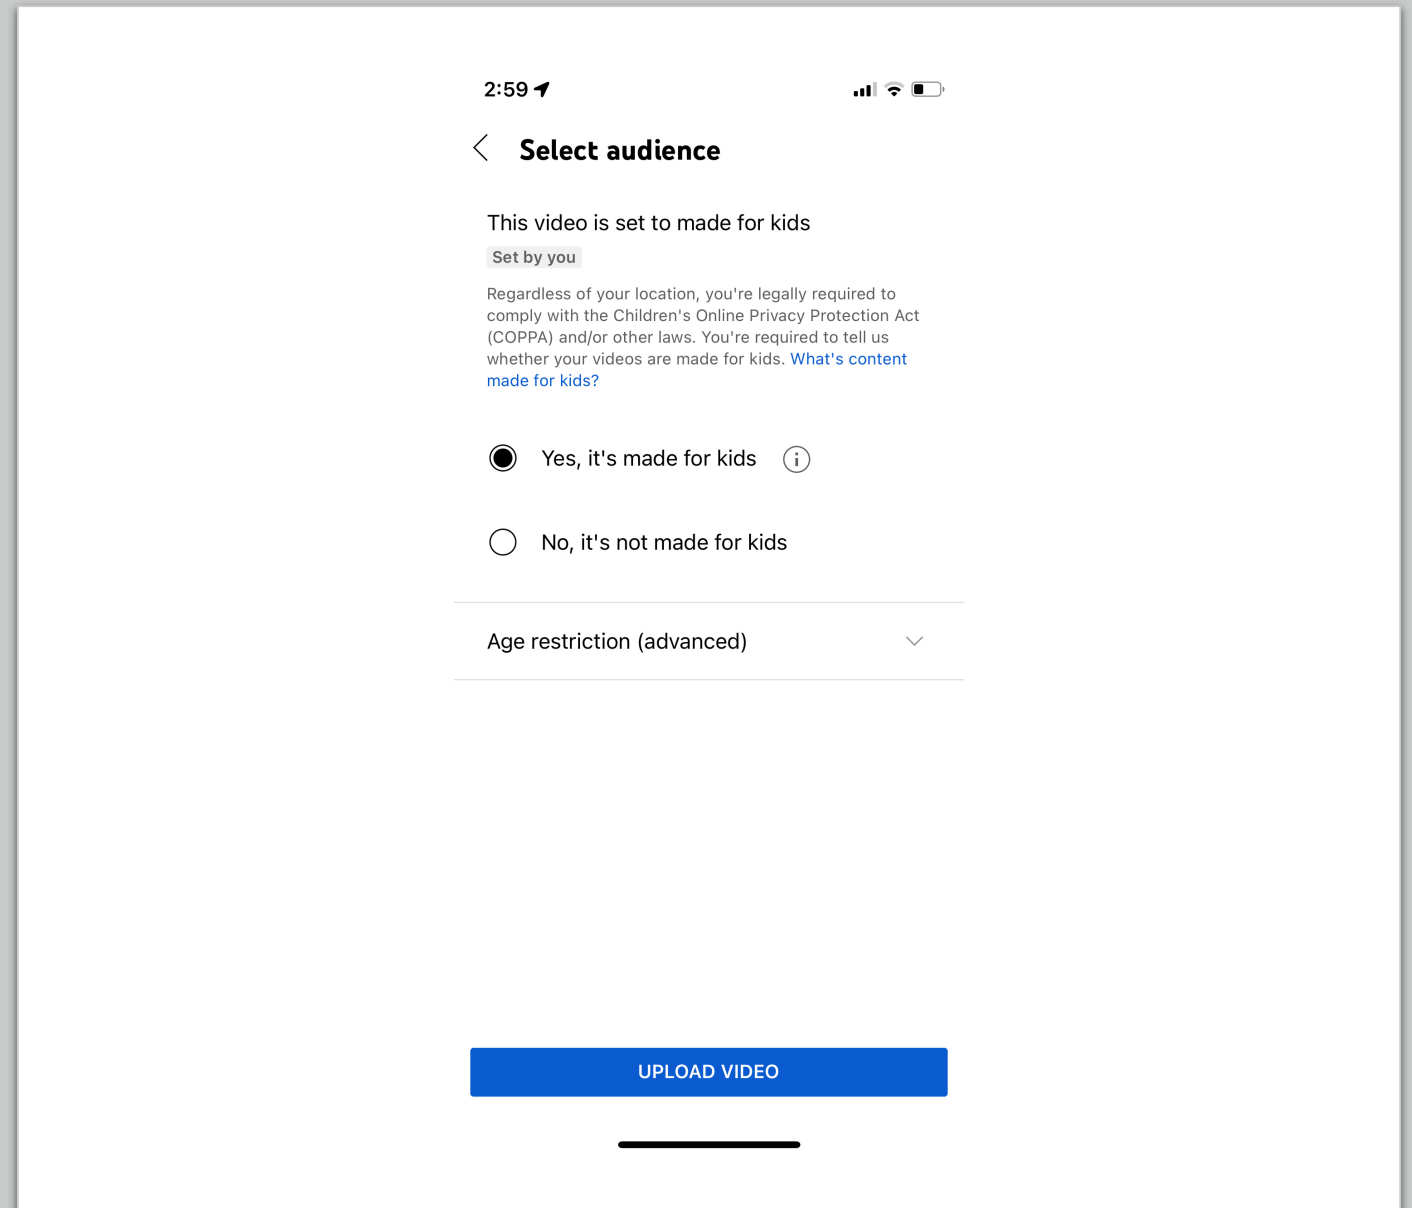 2:59
Select audience
This video is set to made for kids
Set by you
Regardless of your location, you're legally required to
comply with the Children's Online Privacy Protection Act
(COPPA) and/or other laws. You're required to tell us
whether your videos are made for kids. What's content
made for kids?
Yes, it's made for kids
No, it's not made for kids
Age restriction (advanced)
UPLOAD VIDEO